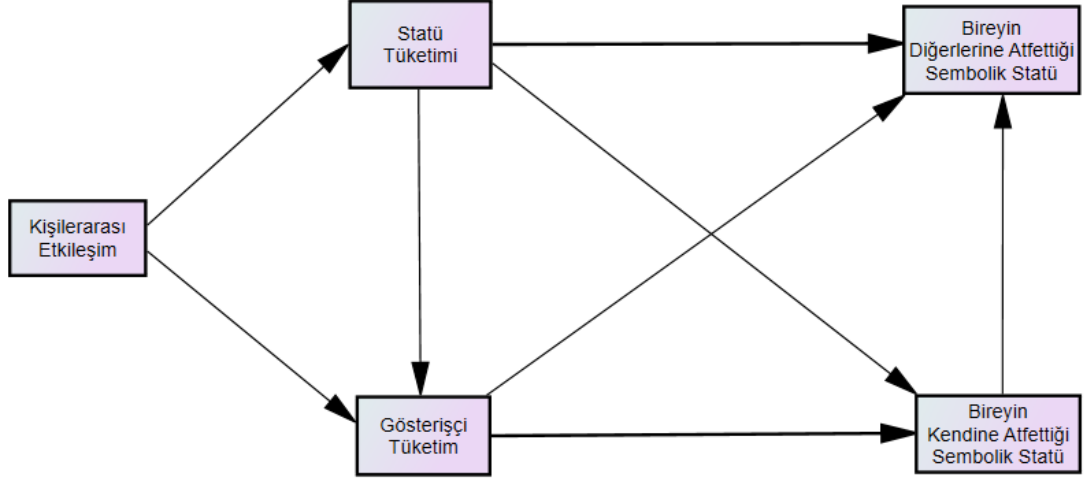 Statü
Tüketimi
Bireyin
Diğerlerine Atfettiği
Sembolik Statü
Kişilerarası
Etkileşim
Gösterişçi
Tüketim
Bireyin
Kendine Atfettiği
Sembolik Statü